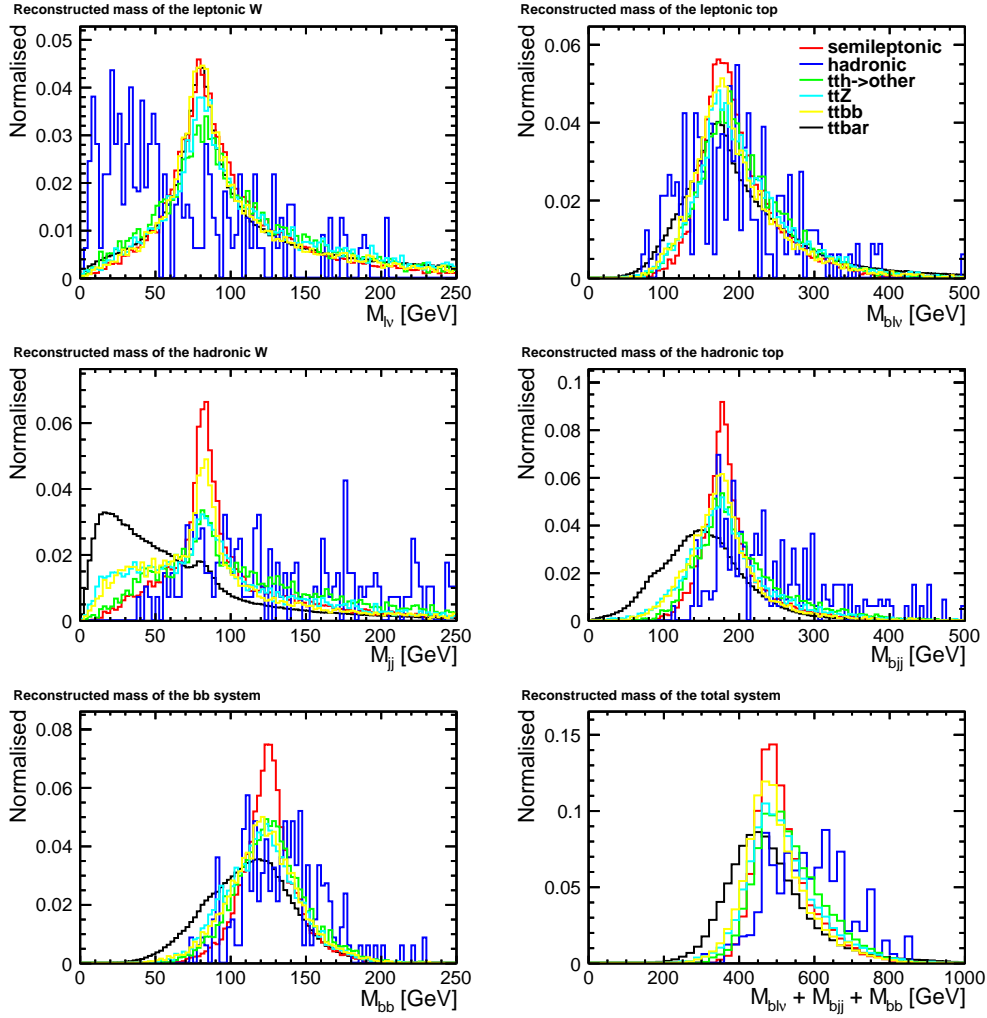 Reconstructed mass of the leptonic W
Normalised
0.05
0.04
0.03
0.02
0.01
0
0 50 100 150 200 250
M_lν [GeV]
Reconstructed mass of the leptonic top
Normalised
0.06
0.04
0.02
0
0 100 200 300 400 500
M_blν [GeV]
semileptonic
hadronic
tth->other
ttZ
ttbb
ttbar
Reconstructed mass of the hadronic W
Normalised
0.06
0.04
0.02
0
0 50 100 150 200 250
M_jj [GeV]
Reconstructed mass of the hadronic top
Normalised
0.1
0.08
0.06
0.04
0.02
0
0 100 200 300 400 500
M_bjj [GeV]
Reconstructed mass of the bb system
Normalised
0.08
0.06
0.04
0.02
0
0 50 100 150 200 250
M_bb [GeV]
Reconstructed mass of the total system
Normalised
0.15
0.1
0.05
0
0 200 400 600 800 1000
M_blν + M_bjj + M_bb [GeV]